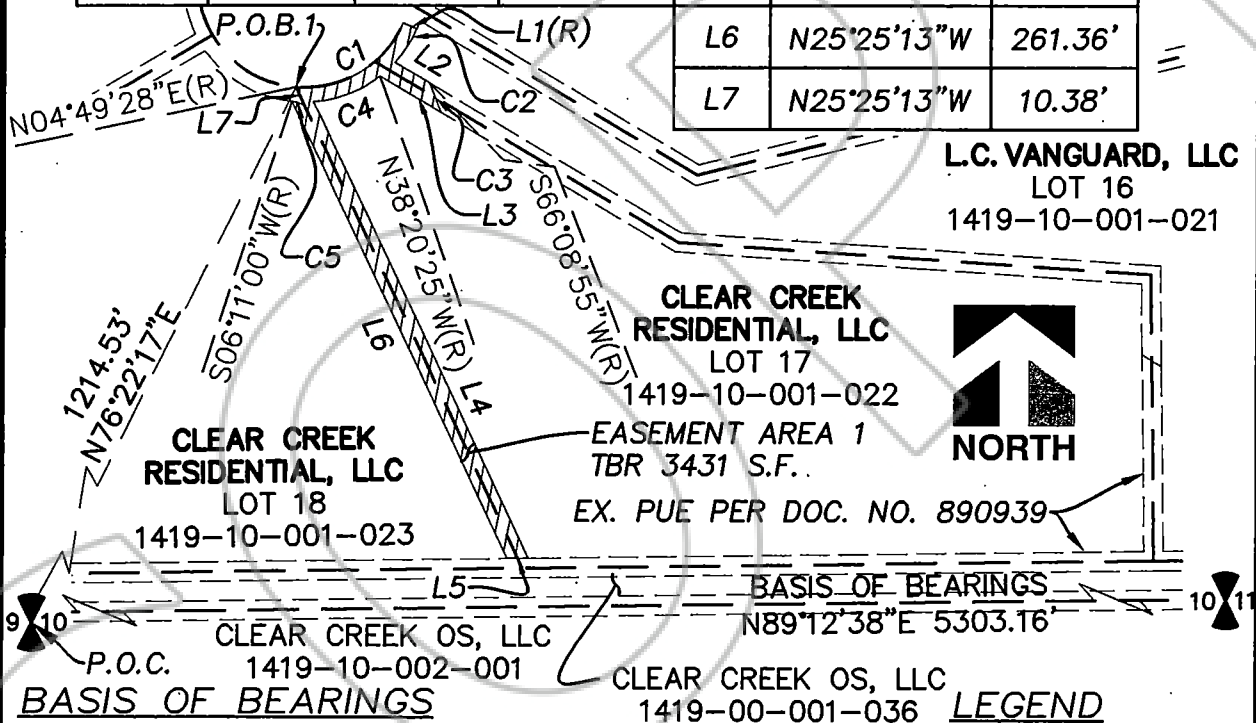 P.O.B.1
L1(R)
L6 N25°25'13"W 261.36'
L7 N25°25'13"W 10.38'
C1
L2
N04°49'28"E(R)
L7
C4
C2
L.C. VANGUARD, LLC
LOT 16
1419-10-001-021
C3
L3
N38°20'25"W(R)
S66°08'55"W(R)
S06°11'00"W(R)
C5
L6
L4
1214.53'
N76°22'17"E
CLEAR CREEK
RESIDENTIAL, LLC
LOT 17
1419-10-001-022
NORTH
EASEMENT AREA 1
TBR 3431 S.F.
CLEAR CREEK
RESIDENTIAL, LLC
LOT 18
1419-10-001-023
EX. PUE PER DOC. NO. 890939
L5
BASIS OF BEARINGS
N89°12'38"E 5303.16'
9 10
10 11
P.O.C.
CLEAR CREEK OS, LLC
1419-10-002-001
CLEAR CREEK OS, LLC
1419-00-001-036
BASIS OF BEARINGS
LEGEND